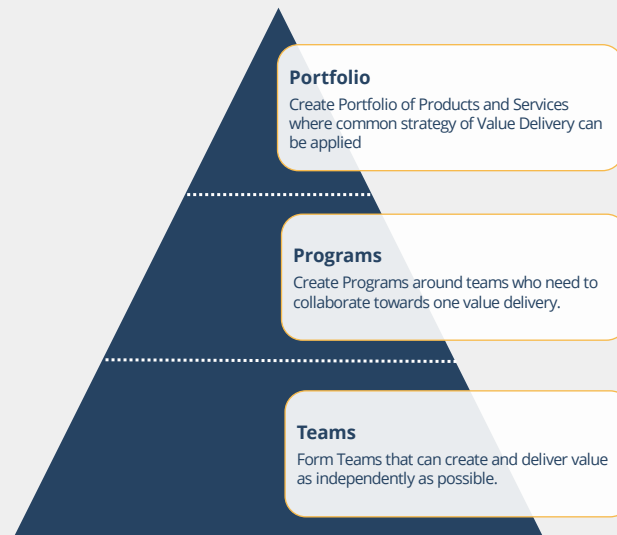 Portfolio
Create Portfolio of Products and Services
where common strategy of Value Delivery can
be applied
Programs
Create Programs around teams who need to
collaborate towards one value delivery.
Teams
Form Teams that can create and deliver value
as independently as possible.